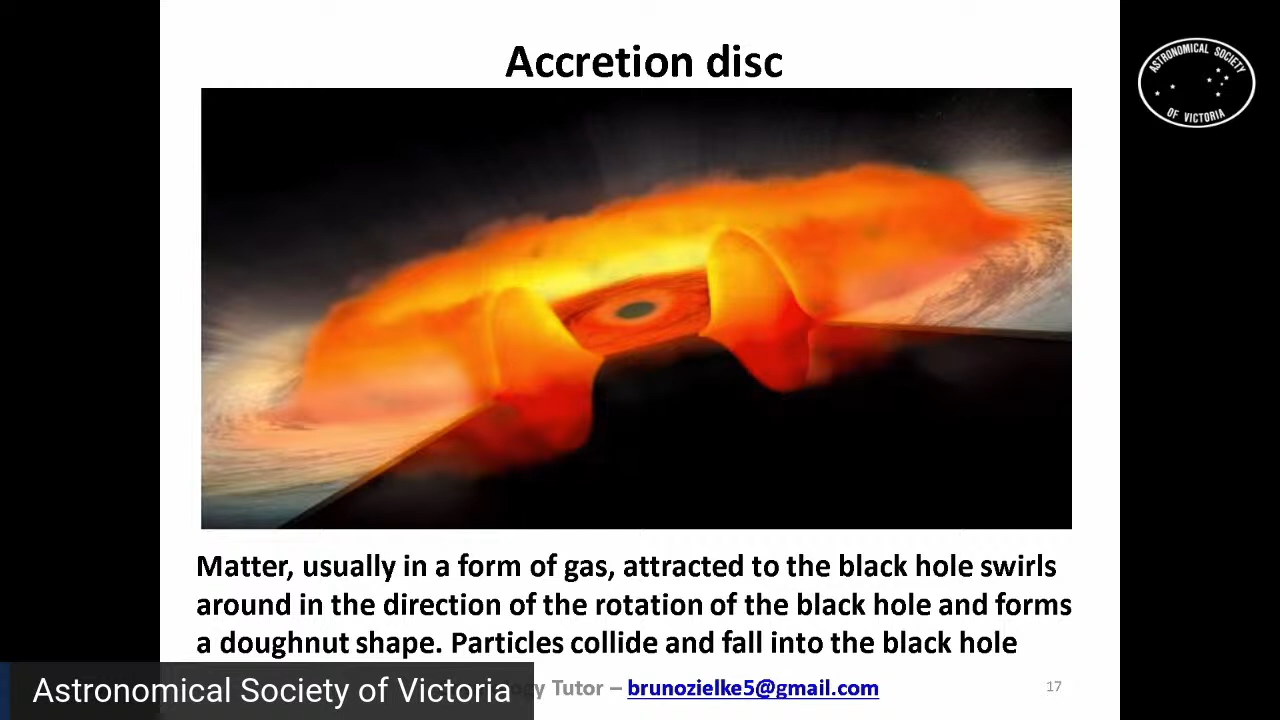 Accretion disc
ASTRONOMICAL SOCIETY
OF VICTORIA
Matter, usually in a form of gas, attracted to the black hole swirls
around in the direction of the rotation of the black hole and forms
a doughnut shape. Particles collide and fall into the black hole
Astronomical Society of Victoria
Tutor – brunozielke5@gmail.com
17